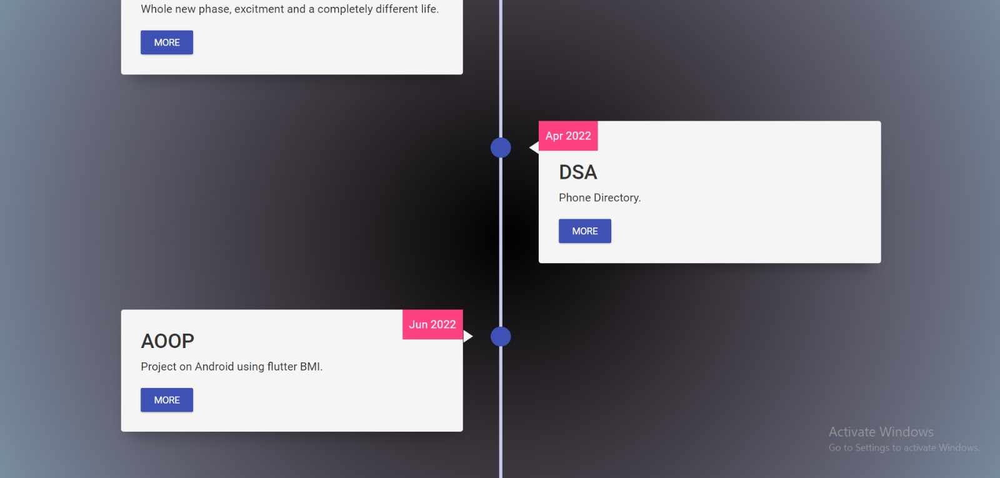 Whole new phase, excitment and a completely different life.
MORE
Apr 2022
DSA
Phone Directory.
MORE
Jun 2022
AOOP
Project on Android using flutter BMI.
MORE
Activate Windows
Go to Settings to activate Windows.